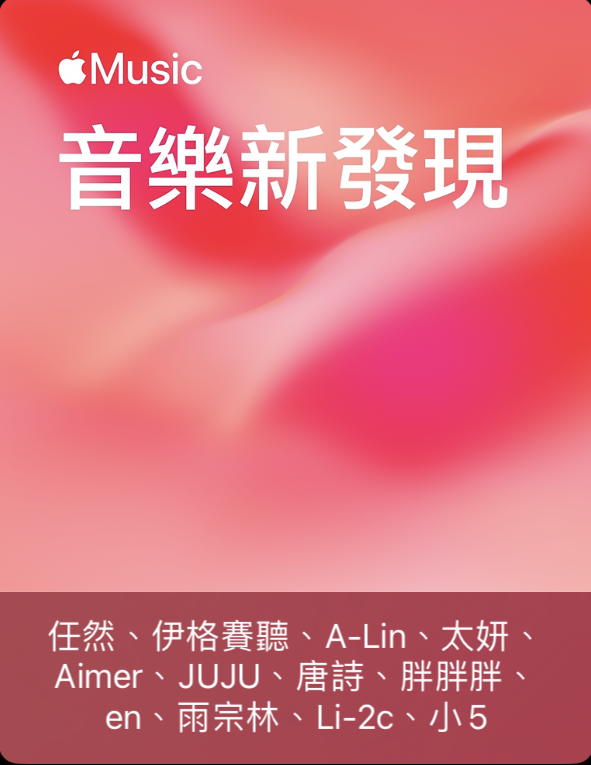 Music
音樂新發現
任然、伊格賽聽、A-Lin、太妍、
Aimer、JUJU、唐詩、胖胖胖、
en、雨宗林、Li-2c、小5